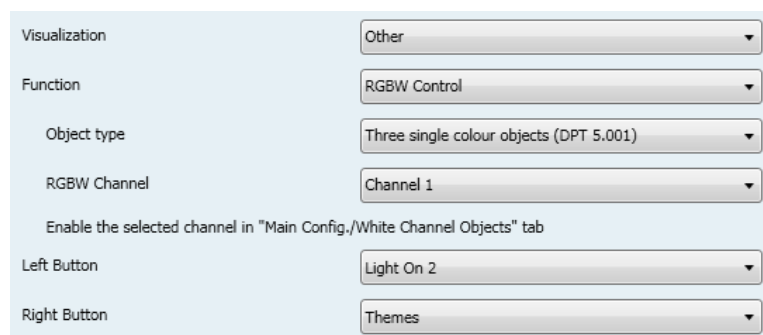 Visualization Other
Function RGBW Control
Object type Three single colour objects (DPT 5.001)
RGBW Channel Channel 1
Enable the selected channel in "Main Config./White Channel Objects" tab
Left Button Light On 2
Right Button Themes